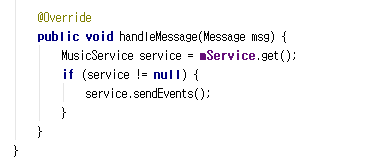 @Override
public void handleMessage(Message msg) {
MusicService service = mService.get();
if (service != null) {
service.sendEvents();
}
}
}